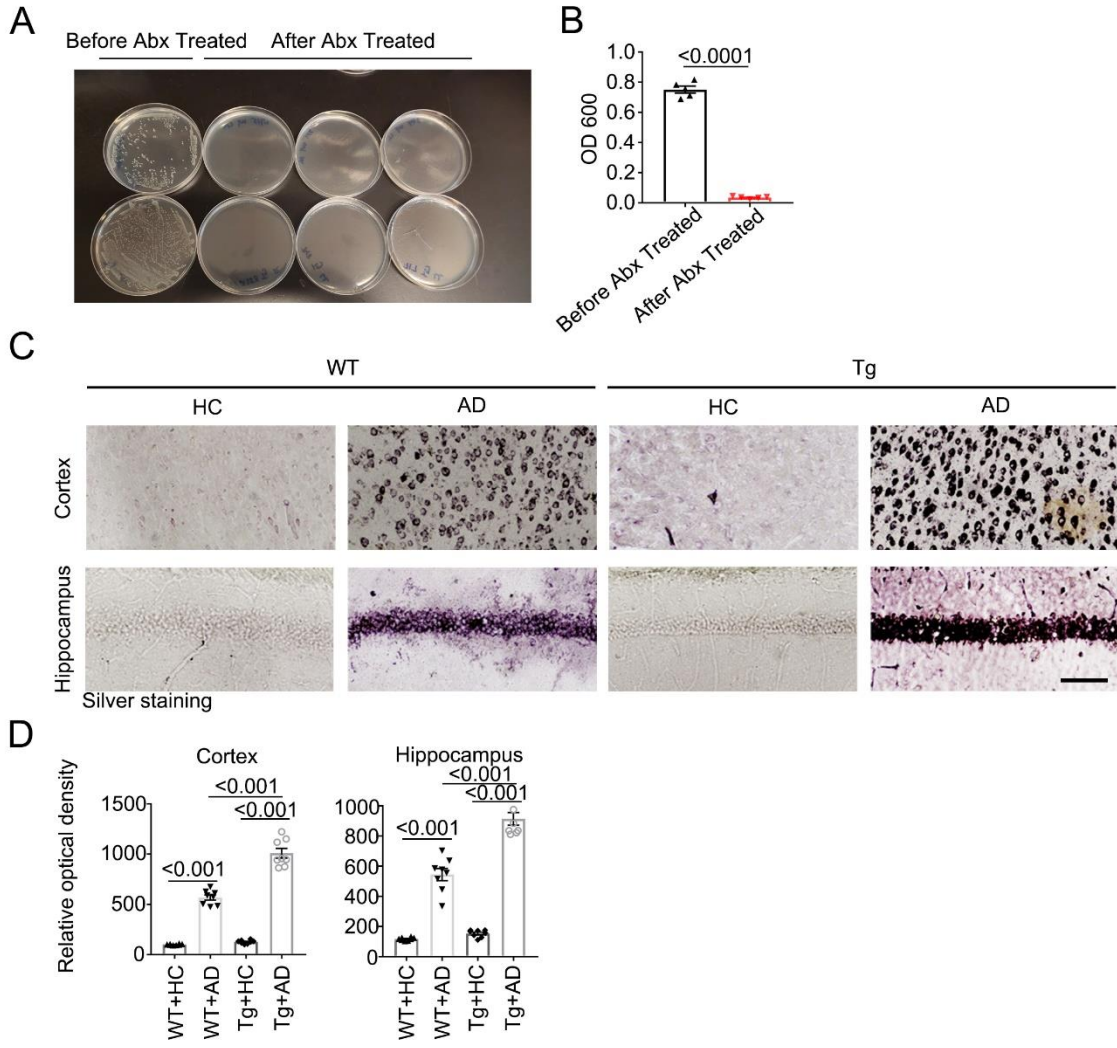 A
Before Abx Treated
After Abx Treated
B
<0.0001
1.0
0.8
0.6
0.4
0.2
0.0
OD 600
Before Abx Treated
After Abx Treated
C
WT
Tg
HC
AD
HC
AD
Cortex
Hippocampus
Silver staining
D
Cortex
<0.001
<0.001
<0.001
1500
1000
500
0
Relative optical density
WT+HC
WT+AD
Tg+HC
Tg+AD
Hippocampus
<0.001
<0.001
<0.001
1000
800
600
400
200
0
WT+HC
WT+AD
Tg+HC
Tg+AD